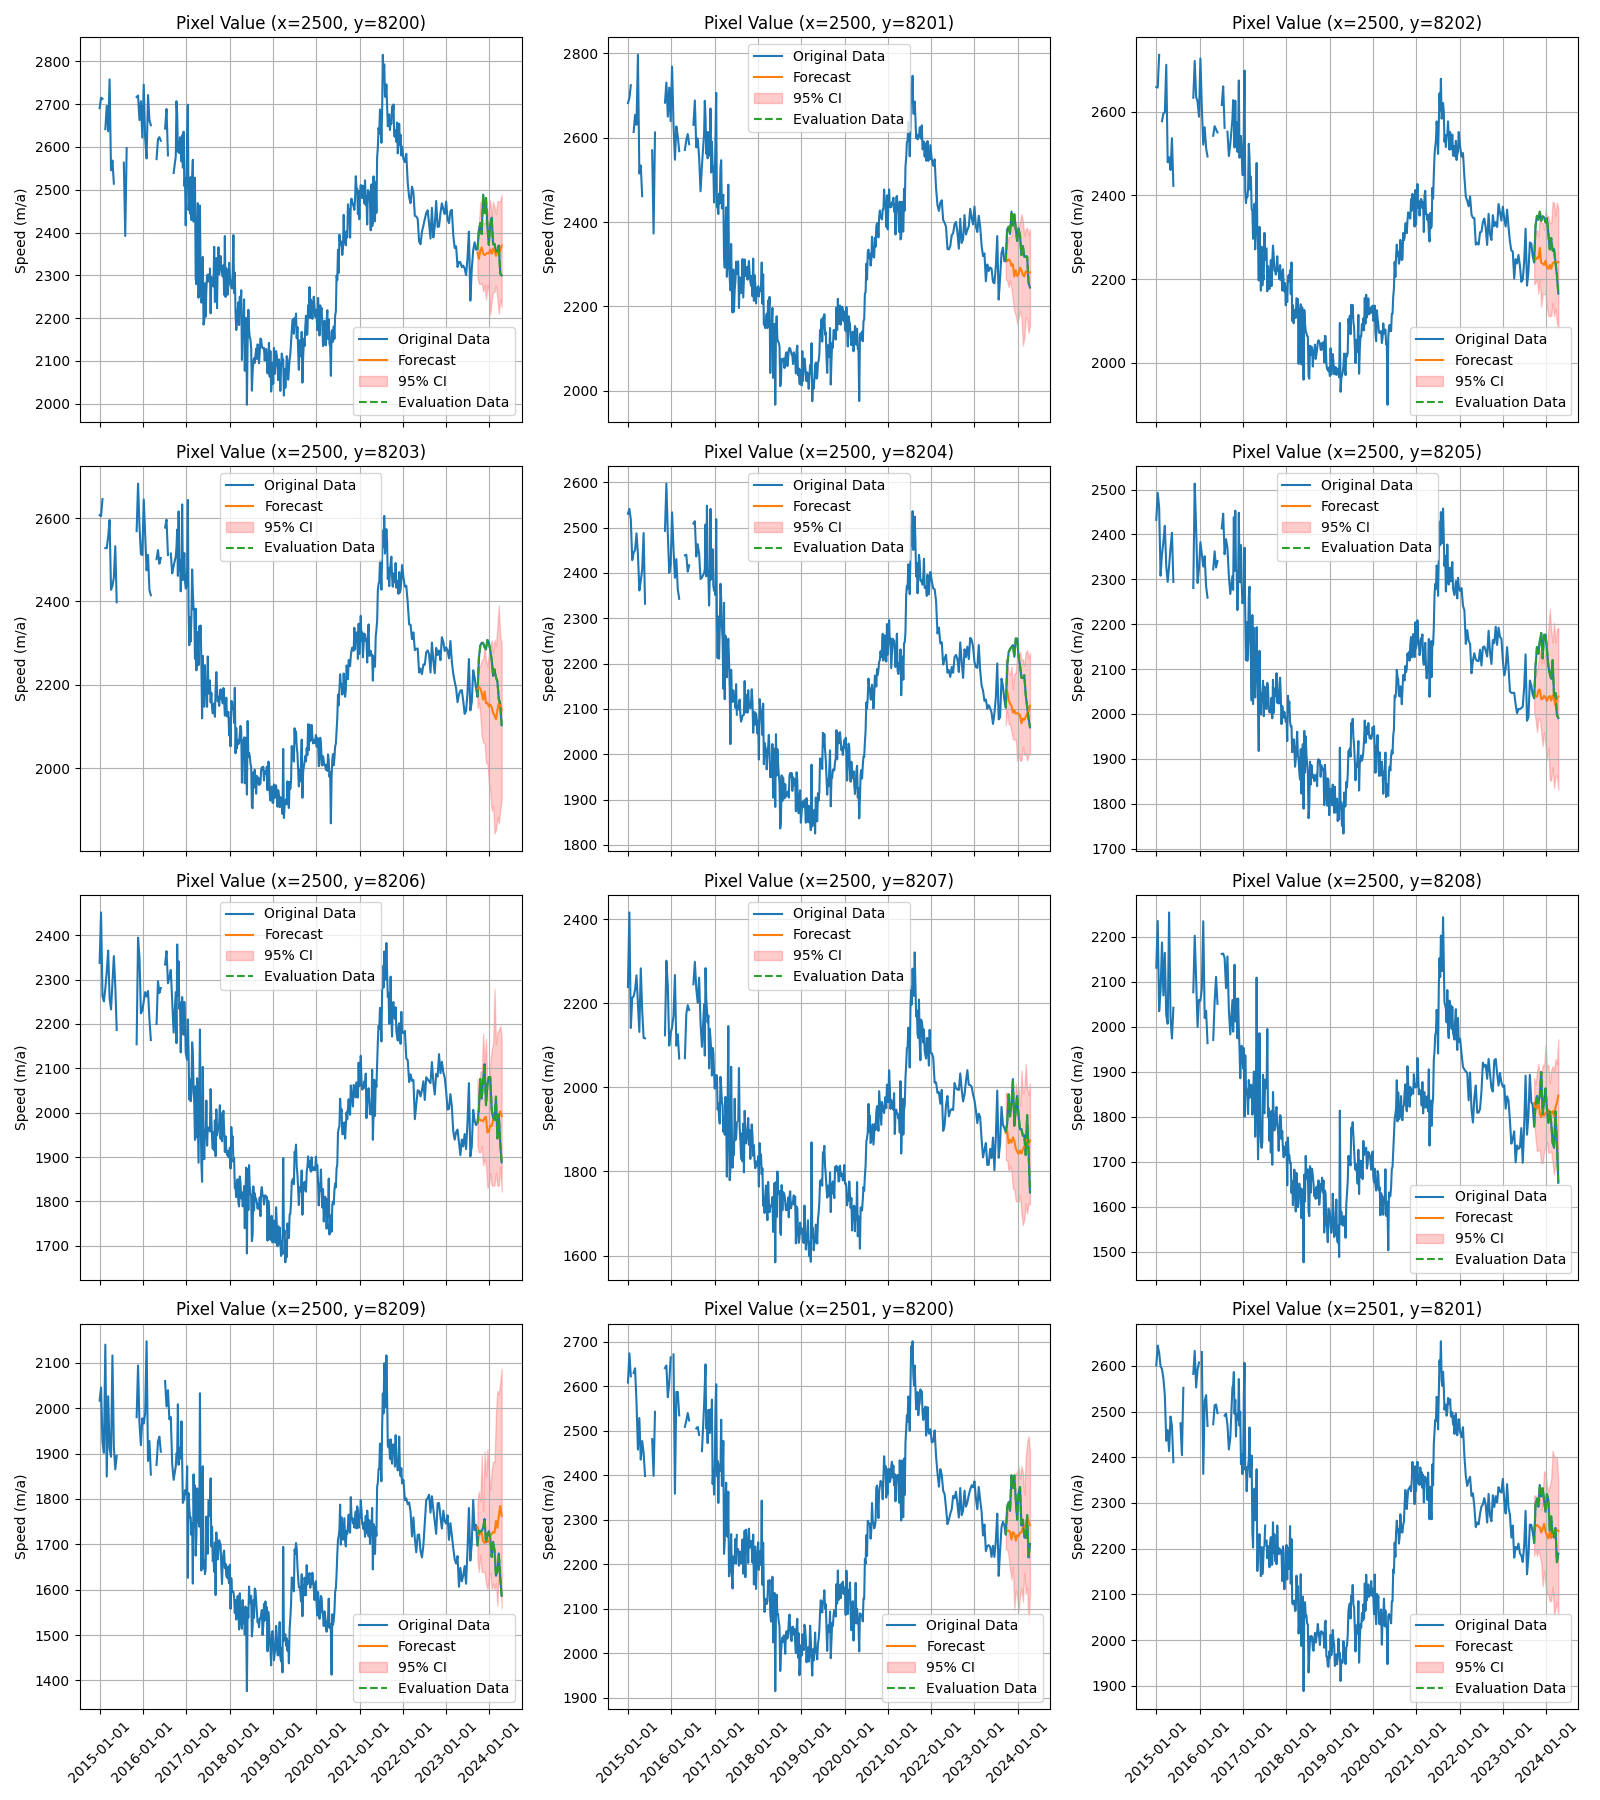 Pixel Value (x=2500, y=8200)
Speed (m/a)
2800
2700
2600
2500
2400
2300
2200
2100
2000
Original Data
Forecast
95% CI
Evaluation Data
Pixel Value (x=2500, y=8201)
Speed (m/a)
2800
2600
2400
2200
2000
Original Data
Forecast
95% CI
Evaluation Data
Pixel Value (x=2500, y=8202)
Speed (m/a)
2600
2400
2200
2000
Original Data
Forecast
95% CI
Evaluation Data
Pixel Value (x=2500, y=8203)
Speed (m/a)
2600
2400
2200
2000
Original Data
Forecast
95% CI
Evaluation Data
Pixel Value (x=2500, y=8204)
Speed (m/a)
2600
2500
2400
2300
2200
2100
2000
1900
1800
Original Data
Forecast
95% CI
Evaluation Data
Pixel Value (x=2500, y=8205)
Speed (m/a)
2500
2400
2300
2200
2100
2000
1900
1800
1700
Original Data
Forecast
95% CI
Evaluation Data
Pixel Value (x=2500, y=8206)
Speed (m/a)
2400
2300
2200
2100
2000
1900
1800
1700
Original Data
Forecast
95% CI
Evaluation Data
Pixel Value (x=2500, y=8207)
Speed (m/a)
2400
2200
2000
1800
1600
Original Data
Forecast
95% CI
Evaluation Data
Pixel Value (x=2500, y=8208)
Speed (m/a)
2200
2100
2000
1900
1800
1700
1600
1500
Original Data
Forecast
95% CI
Evaluation Data
Pixel Value (x=2500, y=8209)
Speed (m/a)
2100
2000
1900
1800
1700
1600
1500
1400
Original Data
Forecast
95% CI
Evaluation Data
2015-01-01
2016-01-01
2017-01-01
2018-01-01
2019-01-01
2020-01-01
2021-01-01
2022-01-01
2023-01-01
2024-01-01
Pixel Value (x=2501, y=8200)
Speed (m/a)
2700
2600
2500
2400
2300
2200
2100
2000
1900
Original Data
Forecast
95% CI
Evaluation Data
2015-01-01
2016-01-01
2017-01-01
2018-01-01
2019-01-01
2020-01-01
2021-01-01
2022-01-01
2023-01-01
2024-01-01
Pixel Value (x=2501, y=8201)
Speed (m/a)
2600
2500
2400
2300
2200
2100
2000
1900
Original Data
Forecast
95% CI
Evaluation Data
2015-01-01
2016-01-01
2017-01-01
2018-01-01
2019-01-01
2020-01-01
2021-01-01
2022-01-01
2023-01-01
2024-01-01